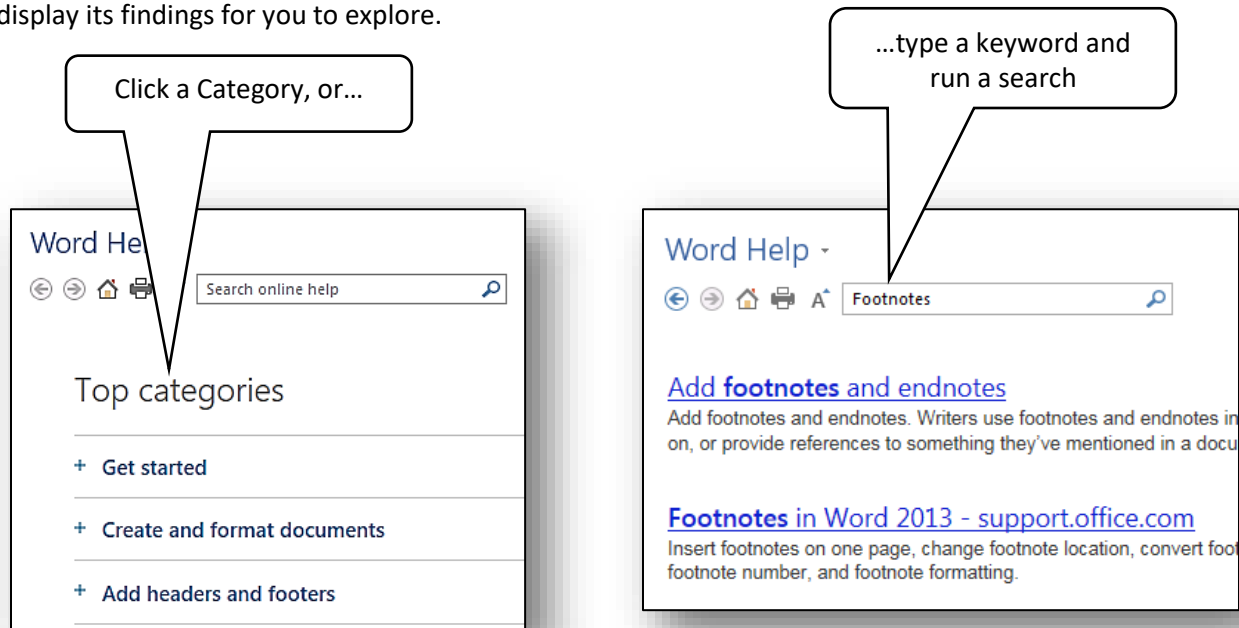 display its findings for you to explore.
Click a Category, or…
Word He
Search online help
Top categories
+ Get started
+ Create and format documents
+ Add headers and footers
…type a keyword and
run a search
Word Help
A
Footnotes
Add footnotes and endnotes
Add footnotes and endnotes. Writers use footnotes and endnotes in
on, or provide references to something they've mentioned in a docu
Footnotes in Word 2013 - support.office.com
Insert footnotes on one page, change footnote location, convert foot
footnote number, and footnote formatting.